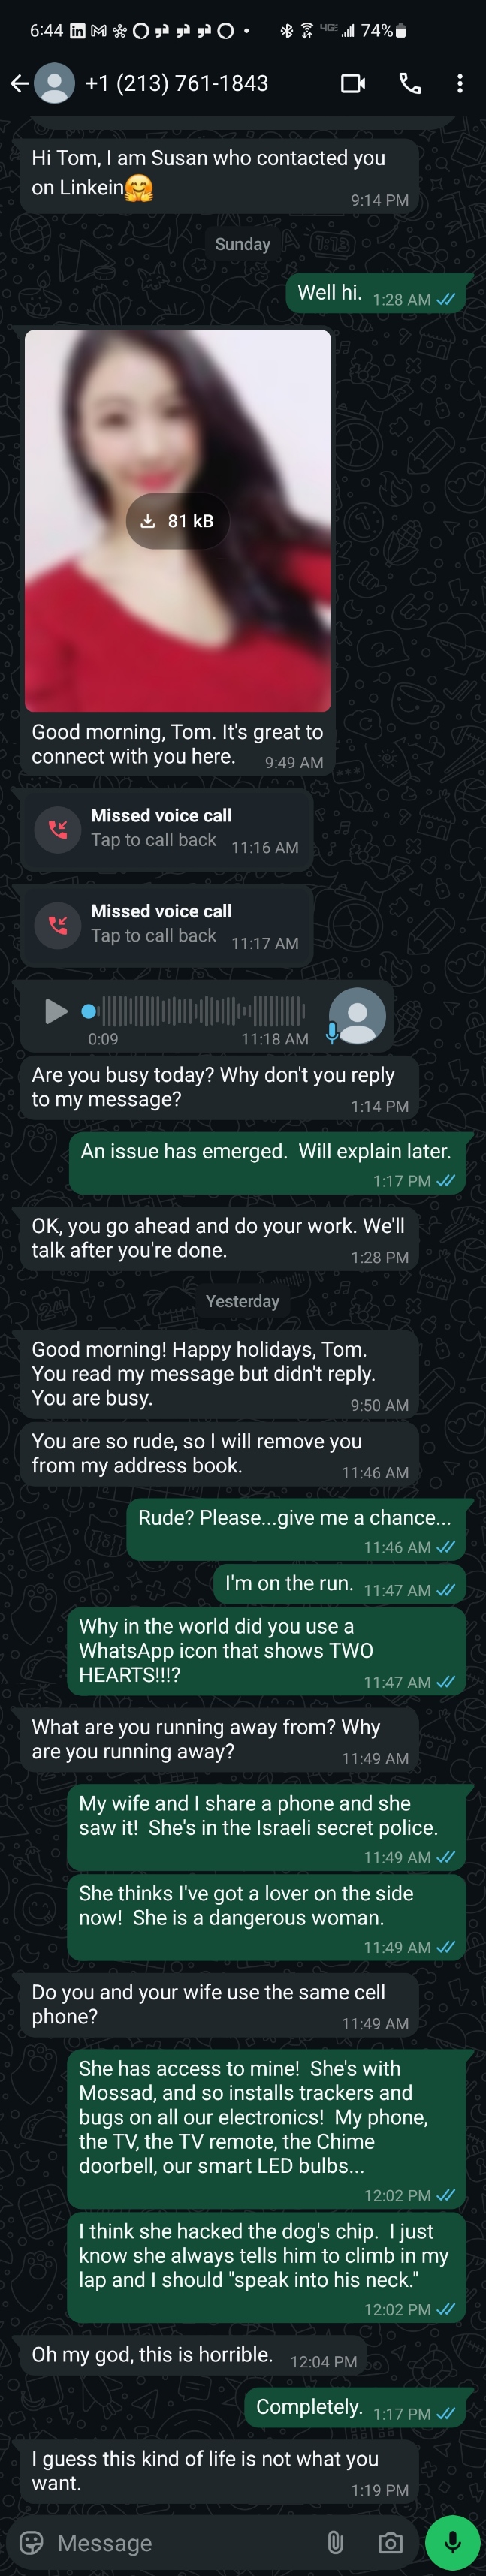 6:44 74%
+1 (213) 761-1843
Hi Tom, I am Susan who contacted you
on Linkein🤗 9:14 PM
Sunday
Well hi. 1:28 AM
81 kB
Good morning, Tom. It's great to
connect with you here. 9:49 AM
Missed voice call
Tap to call back 11:16 AM
Missed voice call
Tap to call back 11:17 AM
0:09 11:18 AM
Are you busy today? Why don't you reply
to my message? 1:14 PM
An issue has emerged. Will explain later.
1:17 PM
OK, you go ahead and do your work. We'll
talk after you're done. 1:28 PM
Yesterday
Good morning! Happy holidays, Tom.
You read my message but didn't reply.
You are busy. 9:50 AM
You are so rude, so I will remove you
from my address book. 11:46 AM
Rude? Please...give me a chance...
11:46 AM
I'm on the run. 11:47 AM
Why in the world did you use a
WhatsApp icon that shows TWO
HEARTS!!!? 11:47 AM
What are you running away from? Why
are you running away? 11:49 AM
My wife and I share a phone and she
saw it! She's in the Israeli secret police.
11:49 AM
She thinks I've got a lover on the side
now! She is a dangerous woman.
11:49 AM
Do you and your wife use the same cell
phone? 11:49 AM
She has access to mine! She's with
Mossad, and so installs trackers and
bugs on all our electronics! My phone,
the TV, the TV remote, the Chime
doorbell, our smart LED bulbs...
12:02 PM
I think she hacked the dog's chip. I just
know she always tells him to climb in my
lap and I should "speak into his neck."
12:02 PM
Oh my god, this is horrible. 12:04 PM
Completely. 1:17 PM
I guess this kind of life is not what you
want. 1:19 PM
Message